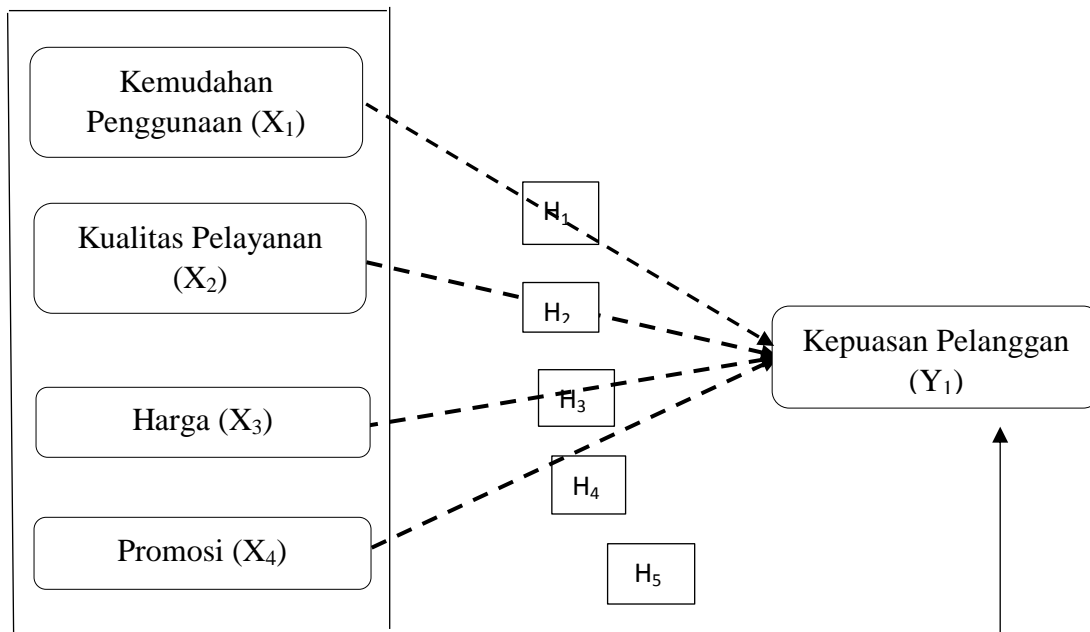 Kemudahan
Penggunaan (X₁)
H₁
Kualitas Pelayanan
(X₂)
H₂
Kepuasan Pelanggan
(Y₁)
Harga (X₃)
H₃
H₄
Promosi (X₄)
H₅